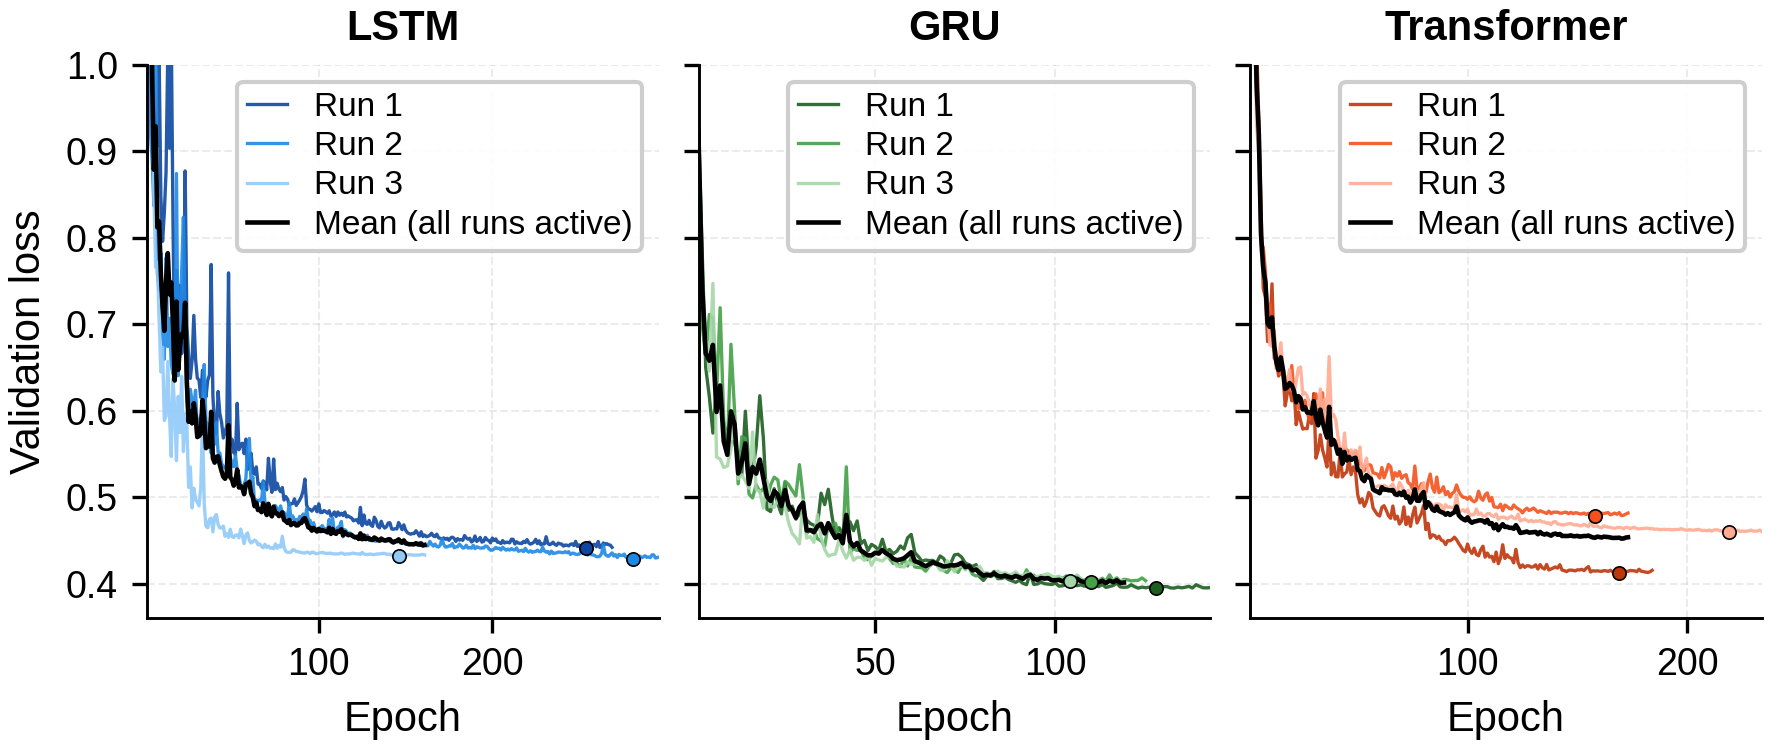 LSTM
GRU
Transformer
Validation loss
1.0
0.9
0.8
0.7
0.6
0.5
0.4
Run 1
Run 2
Run 3
Mean (all runs active)
Run 1
Run 2
Run 3
Mean (all runs active)
Run 1
Run 2
Run 3
Mean (all runs active)
100
200
50
100
100
200
Epoch
Epoch
Epoch